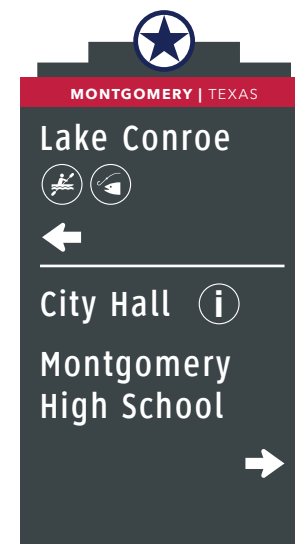 MONTGOMERY | TEXAS
Lake Conroe
City Hall i
Montgomery
High School